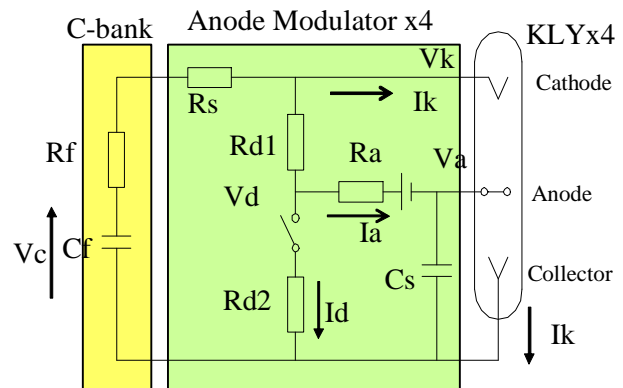 C-bank
Anode Modulator x4
KLYx4
Vk
Cathode
Rs
Ik
Rf
Rd1
Ra
Va
Vd
Anode
Ia
Vc
Cf
Cs
Collector
Rd2
Id
Ik